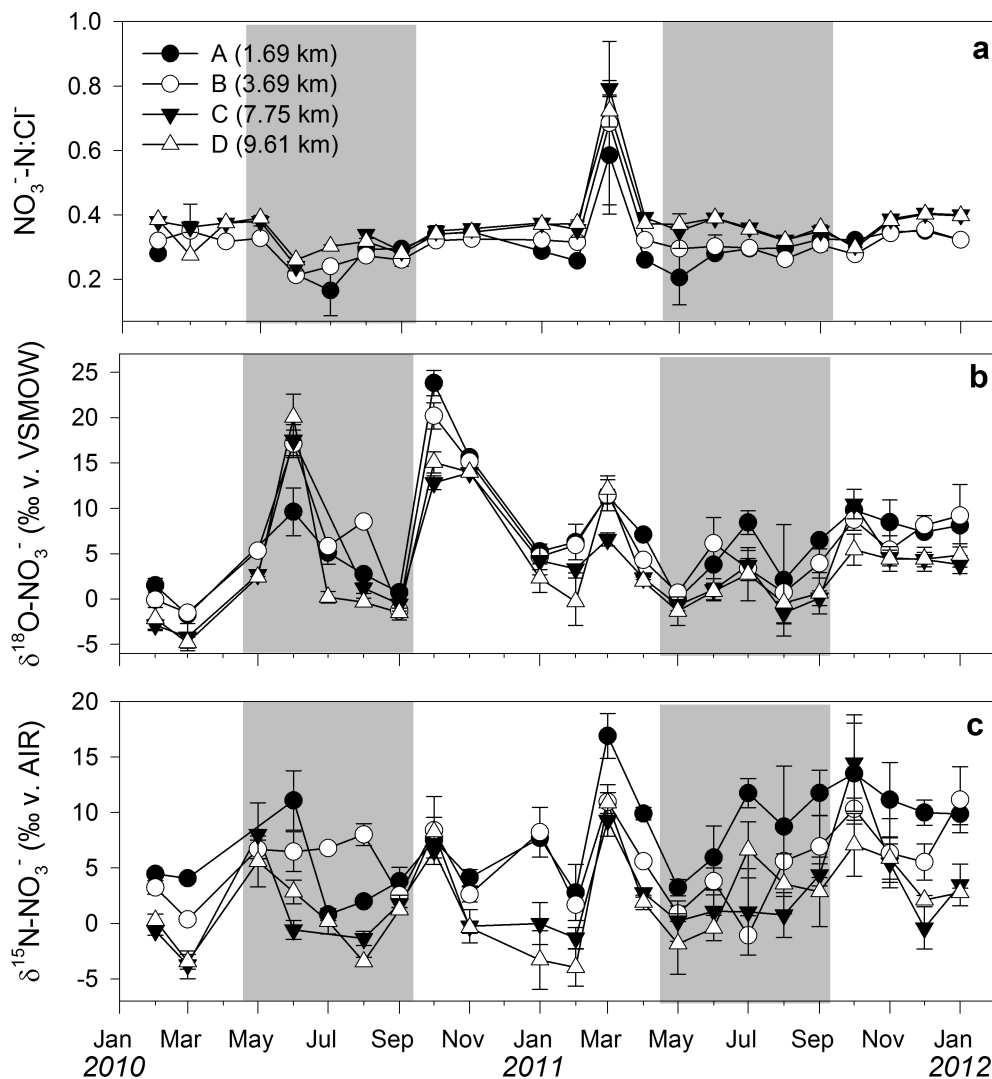 a
NO₃⁻-N:Cl⁻
1.0
0.8
0.6
0.4
0.2
A (1.69 km)
B (3.69 km)
C (7.75 km)
D (9.61 km)
b
δ¹⁸O-NO₃⁻ (‰ v. VSMOW)
25
20
15
10
5
0
-5
c
δ¹⁵N-NO₃⁻ (‰ v. AIR)
20
15
10
5
0
-5
Jan Mar May Jul Sep Nov Jan Mar May Jul Sep Nov Jan
2010 2011 2012